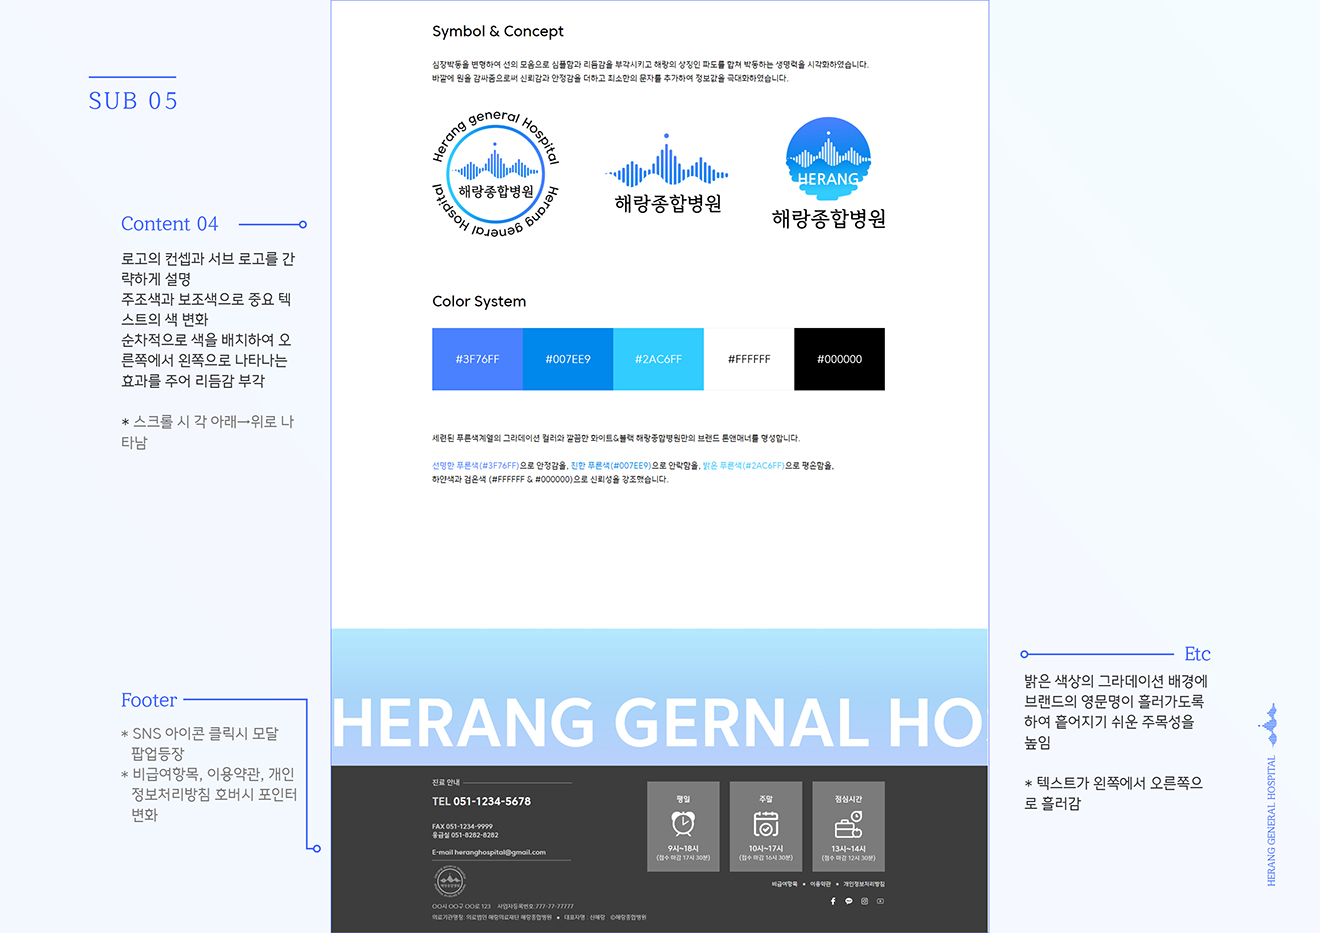 SUB 05
Content 04
로고의 컨셉과 서브 로고를 간
략하게 설명
주조색과 보조색으로 중요 텍
스트의 색 변화
순차적으로 색을 배치하여 오
른쪽에서 왼쪽으로 나타나는
효과를 주어 리듬감 부각
* 스크롤 시 각 아래→위로 나
타남
Footer
* SNS 아이콘 클릭시 모달
팝업등장
* 비급여항목, 이용약관, 개인
정보처리방침 호버시 포인터
변화
Symbol & Concept
심장박동을 변형하여 선의 모음으로 심플함과 리듬감을 부각시키고 해랑의 상징인 파도를 합쳐 박동하는 생명력을 시각화하였습니다.
바깥에 원을 감싸줌으로써 신뢰감과 안정감을 더하고 최소한의 문자를 추가하여 정보값을 극대화하였습니다.
Herang general Hospital
해랑종합병원
Herang general Hospital
해랑종합병원
HERANG
해랑종합병원
Color System
#3F76FF
#007EE9
#2AC6FF
#FFFFFF
#000000
세련된 푸른색계열의 그라데이션 컬러와 깔끔한 화이트&블랙 해랑종합병원만의 브랜드 톤앤매너를 형성합니다.
선명한 푸른색(#3F76FF)으로 안정감을, 진한 푸른색(#007EE9)으로 안락함을, 밝은 푸른색(#2AC6FF)으로 평온함을,
하얀색과 검은색 (#FFFFFF & #000000)으로 신뢰성을 강조했습니다.
HERANG GERNAL HOS
진료 안내
TEL 051-1234-5678
FAX 051-1234-9999
응급실 051-8282-8282
E-mail heranghospital@gmail.com
해랑종합병원
OO시 OO구 OO로 123 사업자등록번호:777-77-77777
의료기관명칭: 의료법인 해랑의료재단 해랑종합병원 • 대표자명 : 신해랑 ©해랑종합병원
평일
9시~18시
(접수 마감 17시 30분)
주말
10시~17시
(접수 마감 16시 30분)
점심시간
13시~14시
(접수 마감 12시 30분)
비급여항목 • 이용약관 • 개인정보처리방침
Etc
밝은 색상의 그라데이션 배경에
브랜드의 영문명이 흘러가도록
하여 흩어지기 쉬운 주목성을
높임
* 텍스트가 왼쪽에서 오른쪽으
로 흘러감
HERANG GENERAL HOSPITAL